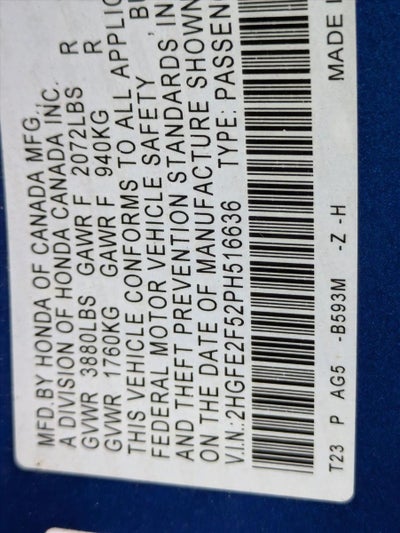 MFD.BY HONDA OF CANADA MFG.,
A DIVISION OF HONDA CANADA INC.
GVWR 3880LBS GAWR F 2072LBS R
GVWR 1760KG GAWR F 940KG R
THIS VEHICLE CONFORMS TO ALL APPLIC
FEDERAL MOTOR VEHICLE SAFETY, B
AND THEFT PREVENTION STANDARDS, IN
ON THE DATE OF MANUFACTURE SHOWN
V.I.N.:2HGFE2F52PH516636 TYPE: PASSEN
T23 P AG5 -B593M -Z -H MADE I